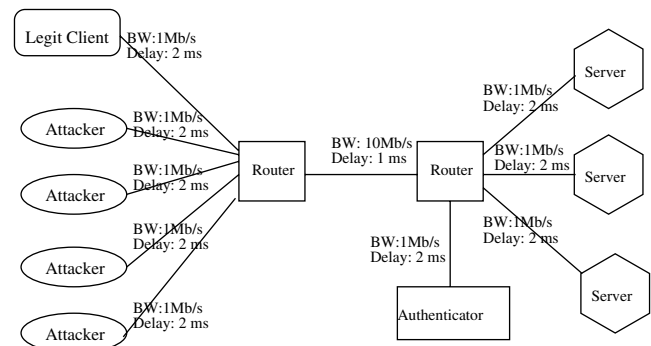 Legit Client
BW:1Mb/s
Delay: 2 ms
Attacker
BW:1Mb/s
Delay: 2 ms
Attacker
BW:1Mb/s
Delay: 2 ms
Attacker
BW:1Mb/s
Delay: 2 ms
Attacker
BW:1Mb/s
Delay: 2 ms
Router
BW: 10Mb/s
Delay: 1 ms
Router
BW:1Mb/s
Delay: 2 ms
Server
BW:1Mb/s
Delay: 2 ms
Server
BW:1Mb/s
Delay: 2 ms
Server
BW:1Mb/s
Delay: 2 ms
Authenticator